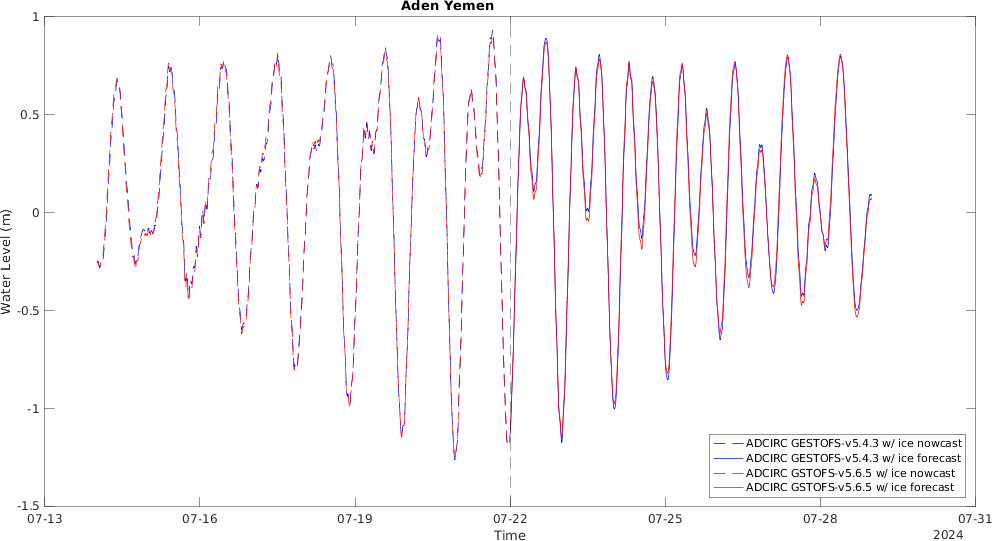 Aden Yemen
1
0.5
0
-0.5
-1
-1.5
Water Level (m)
07-13 07-16 07-19 07-22 07-25 07-28 07-31
Time
2024
ADCIRC GESTOFS-v5.4.3 w/ ice nowcast
ADCIRC GESTOFS-v5.4.3 w/ ice forecast
ADCIRC GSTOFS-v5.6.5 w/ ice nowcast
ADCIRC GSTOFS-v5.6.5 w/ ice forecast